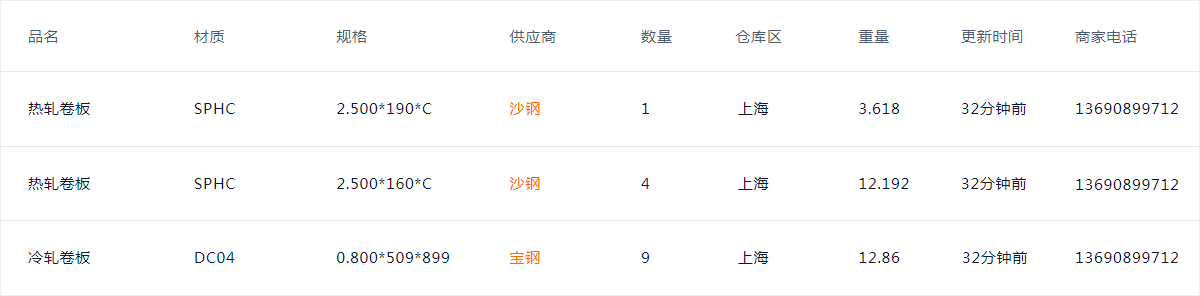 品名 材质 规格 供应商 数量 仓库区 重量 更新时间 商家电话
热轧卷板 SPHC 2.500*190*C 沙钢 1 上海 3.618 32分钟前 13690899712
热轧卷板 SPHC 2.500*160*C 沙钢 4 上海 12.192 32分钟前 13690899712
冷轧卷板 DC04 0.800*509*899 宝钢 9 上海 12.86 32分钟前 13690899712